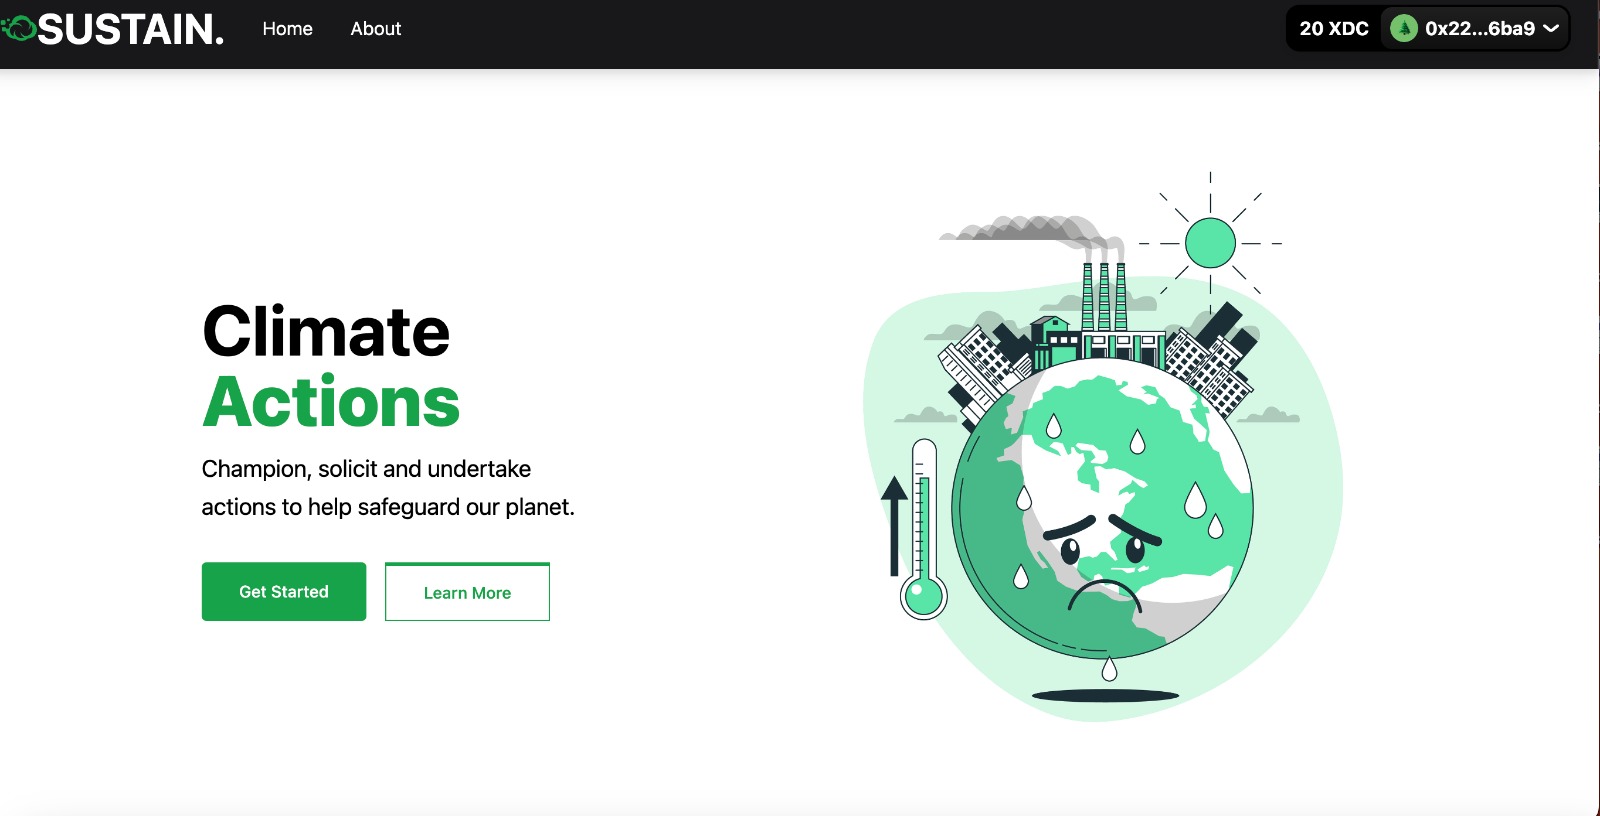 SUSTAIN.
Home
About
20 XDC
0x22...6ba9
Climate
Actions
Champion, solicit and undertake
actions to help safeguard our planet.
Get Started
Learn More